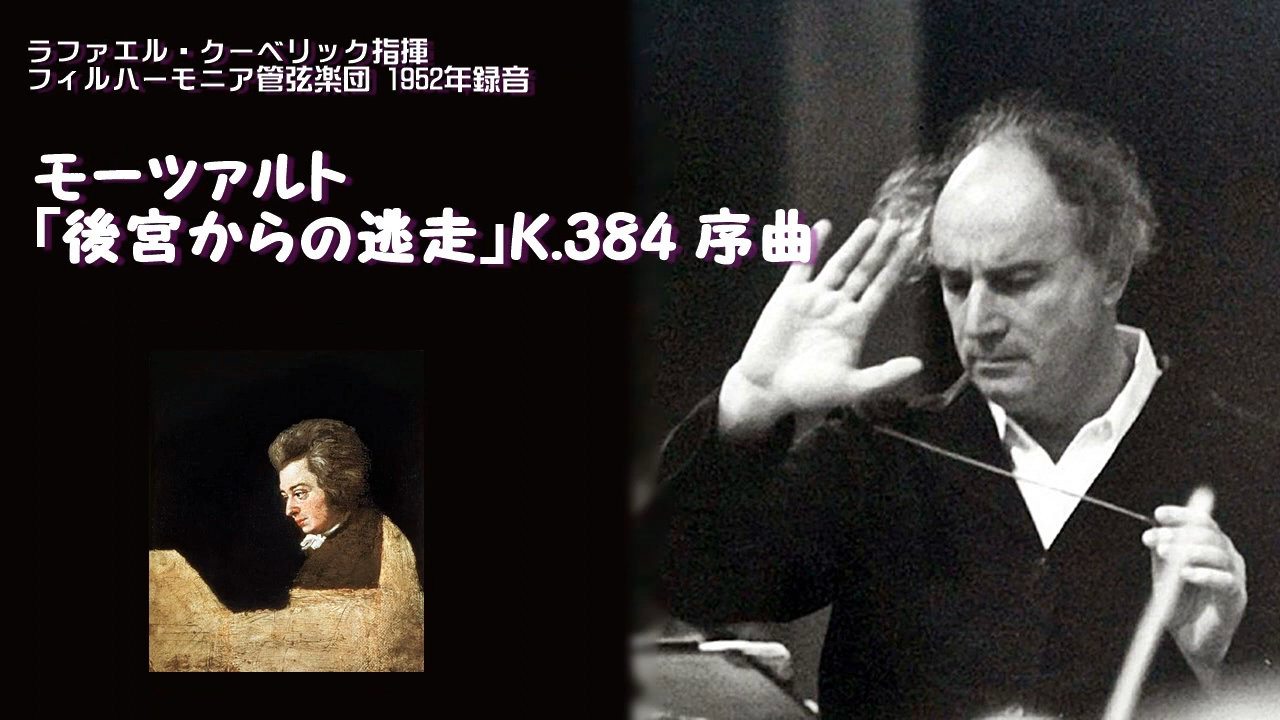 ラファエル・クーベリック指揮
フィルハーモニア管弦楽団 1952年録音
モーツァルト
「後宮からの逃走」K.384 序曲